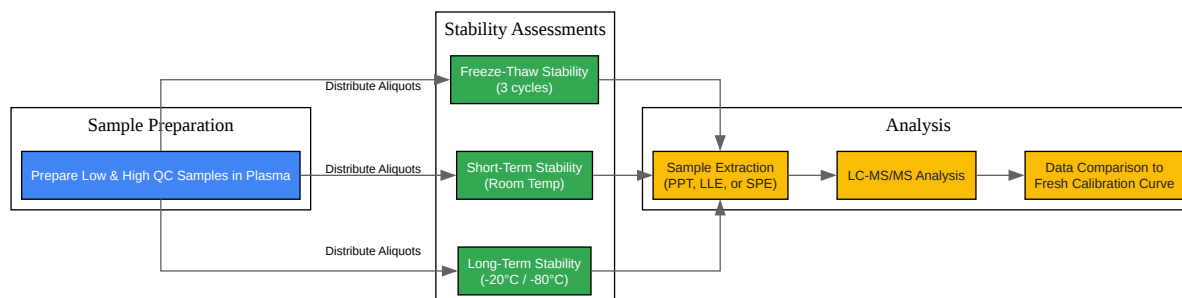 Stability Assessments
Freeze-Thaw Stability
(3 cycles)
Distribute Aliquots
Sample Preparation
Prepare Low & High QC Samples in Plasma
Distribute Aliquots
Short-Term Stability
(Room Temp)
Analysis
Sample Extraction
(PPT, LLE, or SPE)
LC-MS/MS Analysis
Data Comparison to
Fresh Calibration Curve
Distribute Aliquots
Long-Term Stability
(-20°C / -80°C)